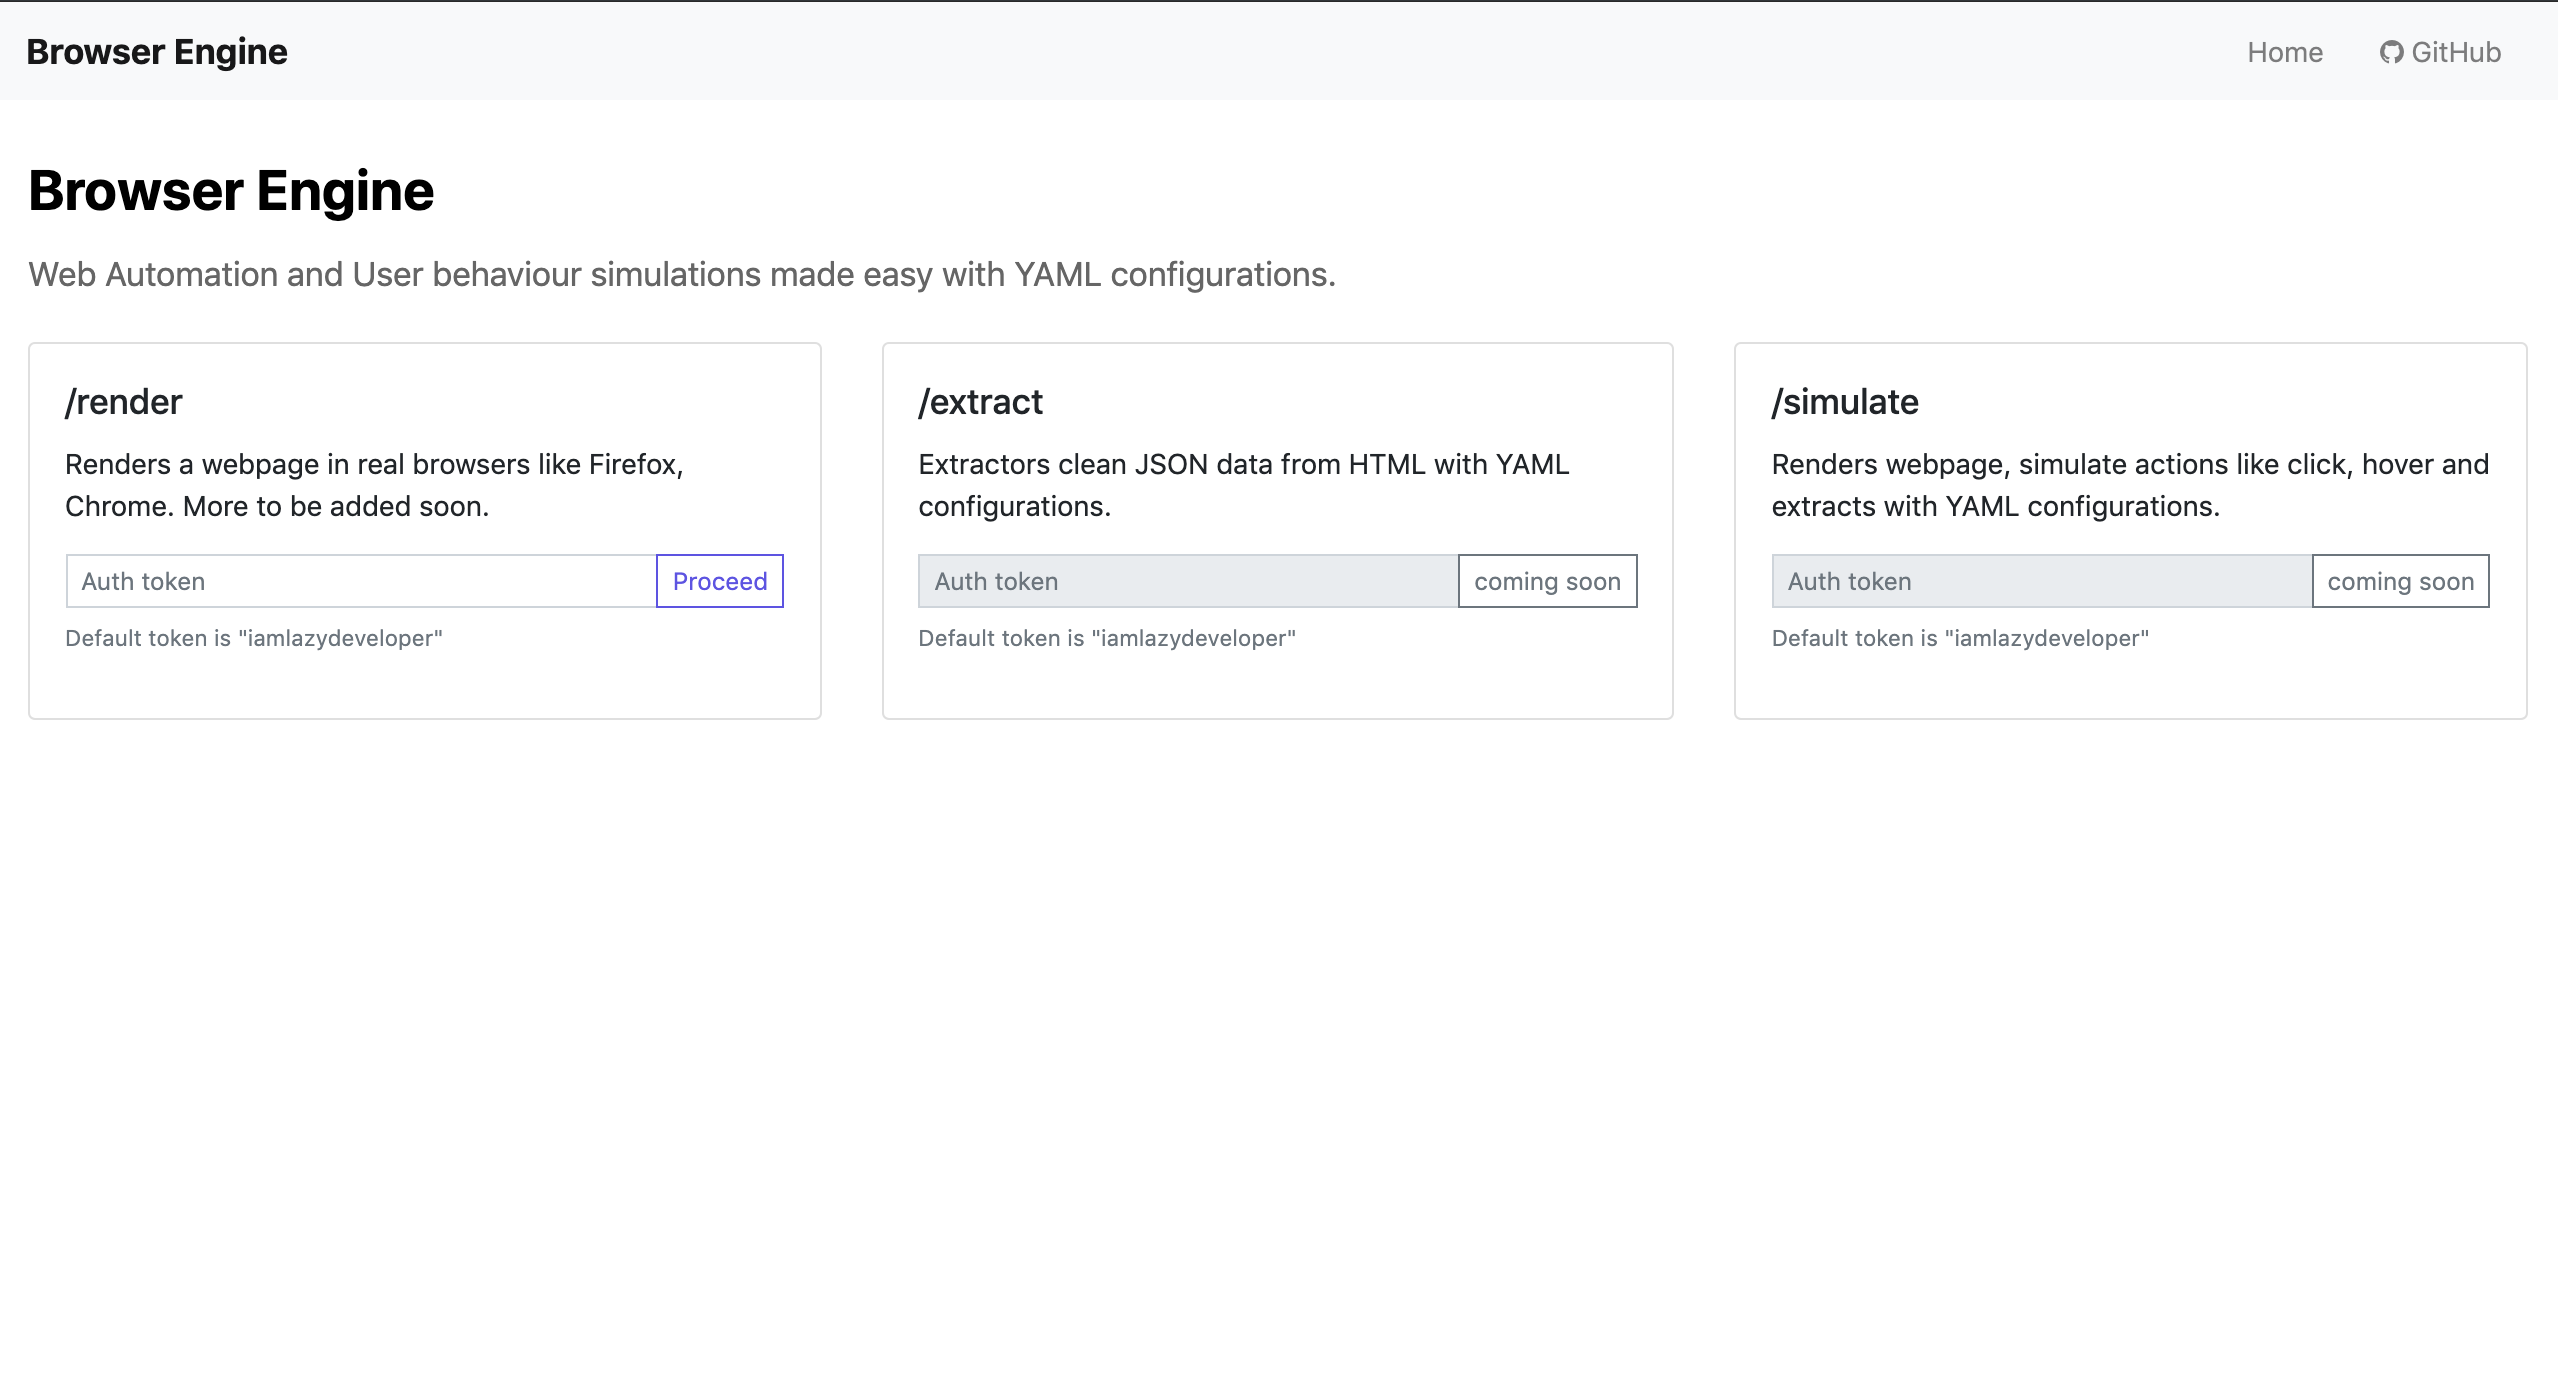 Browser Engine
Home
GitHub
Browser Engine
Web Automation and User behaviour simulations made easy with YAML configurations.
/render
Renders a webpage in real browsers like Firefox,
Chrome. More to be added soon.
Auth token
Proceed
Default token is "iamlazydeveloper"
/extract
Extractors clean JSON data from HTML with YAML
configurations.
Auth token
coming soon
Default token is "iamlazydeveloper"
/simulate
Renders webpage, simulate actions like click, hover and
extracts with YAML configurations.
Auth token
coming soon
Default token is "iamlazydeveloper"